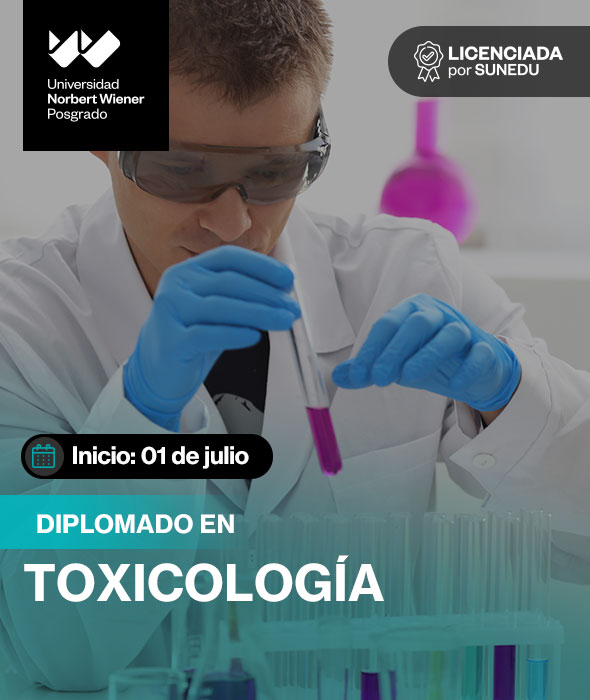 Universidad
Norbert Wiener
Posgrado
LICENCIADA
por SUNEDU
Inicio: 01 de julio
DIPLOMADO EN
TOXICOLOGÍA